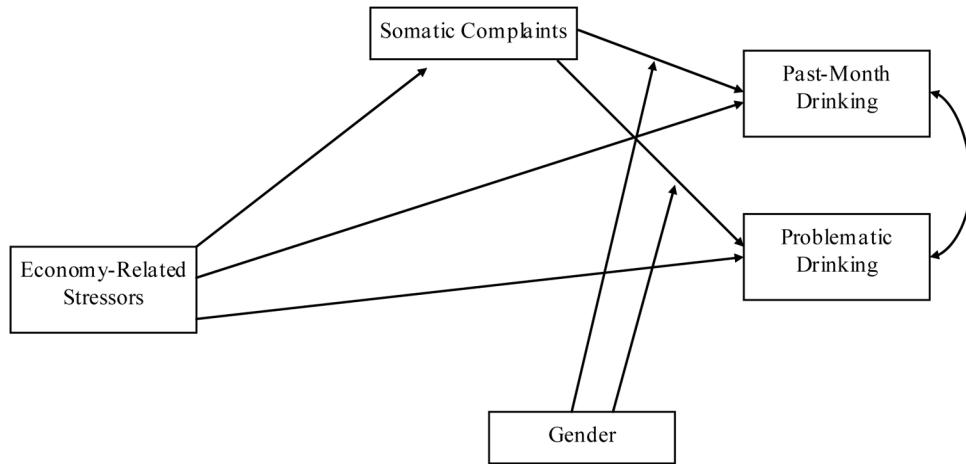 Somatic Complaints
Past-Month
Drinking
Problematic
Drinking
Economy-Related
Stressors
Gender